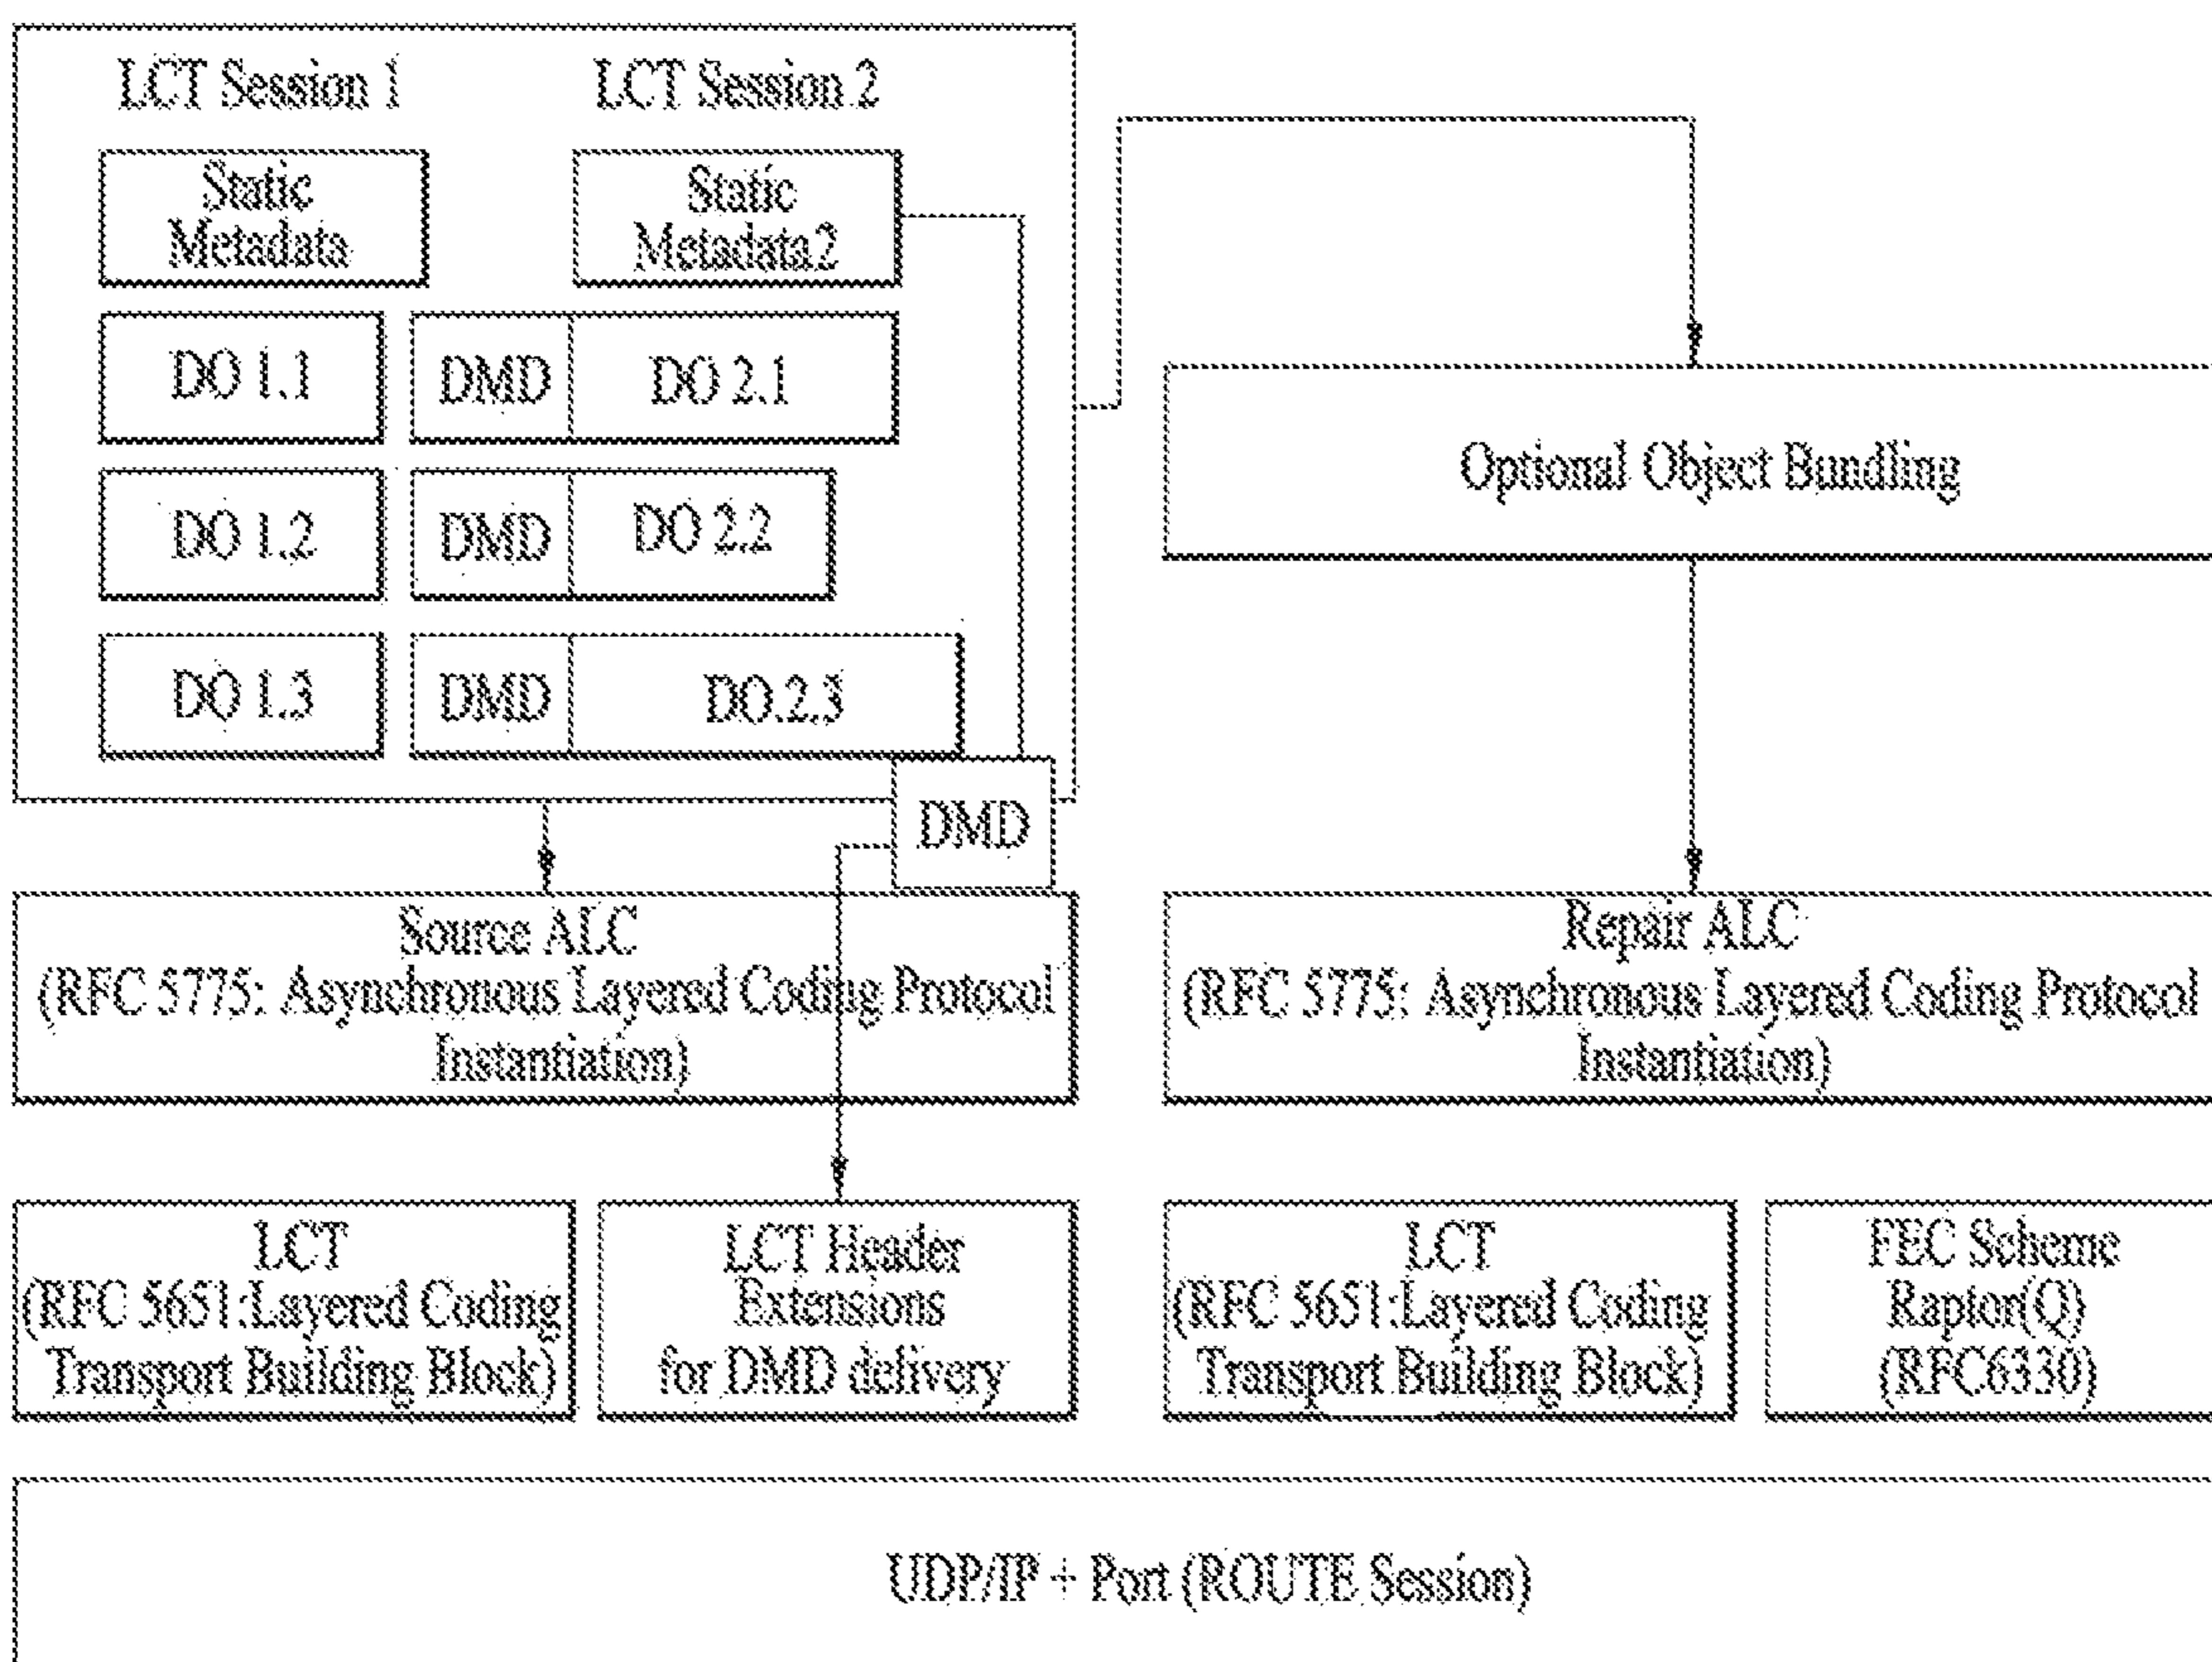 LCT Session 1
LCT Session 2
Static
Metadata
Static
Metadata2
DO 1.1
DMD
DO 2.1
DO 1.2
DMD
DO 2.2
DO 1.3
DMD
DO.2.3
DMD
Optional Object Bundling
Source ALC
(RFC 5775: Asynchronous Layered Coding Protocol
Instantiation)
Repair ALC
(RFC 5775: Asynchronous Layered Coding Protocol
Instantiation)
LCT
(RFC 5651:Layered Coding
Transport Building Block)
LCT Header
Extensions
for DMD delivery
LCT
(RFC 5651:Layered Coding
Transport Building Block)
FEC Scheme
Raptor(Q)
(RFC6330)
UDP/IP + Port (ROUTE Session)